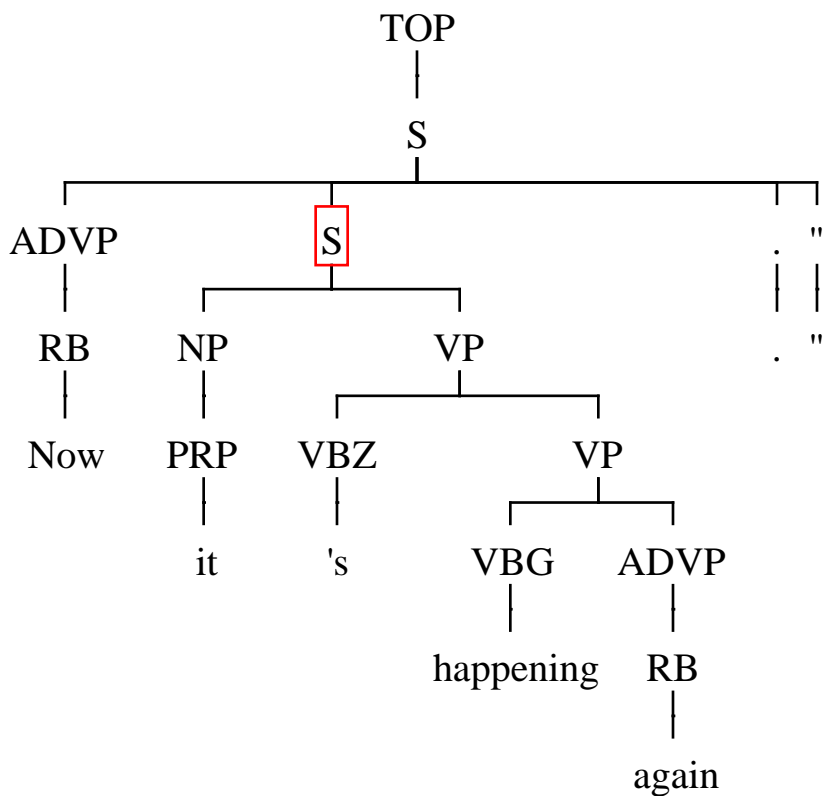 TOP
S
ADVP S . "
RB NP VP . "
Now PRP VBZ VP
it 's VBG ADVP
happening RB
again